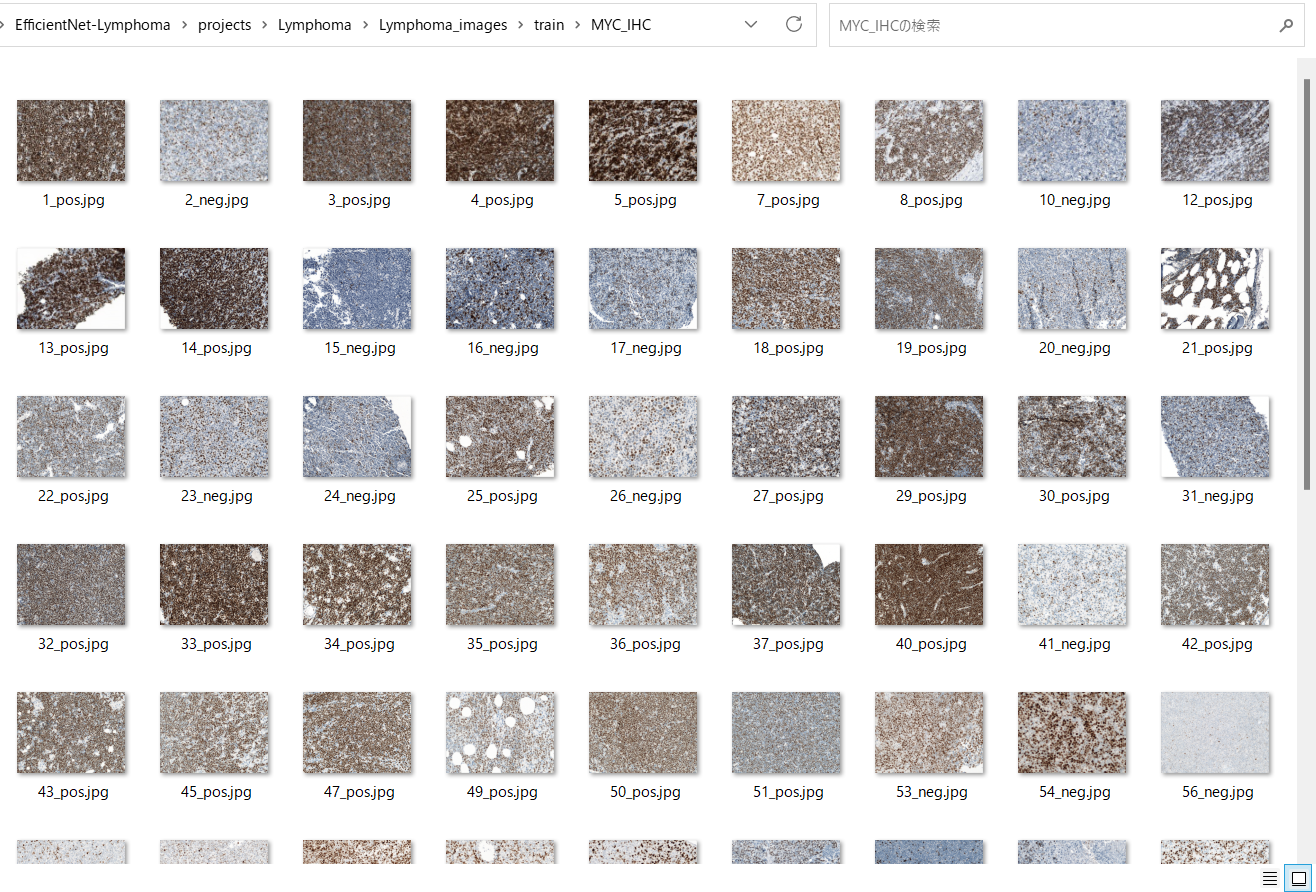 EfficientNet-Lymphoma > projects > Lymphoma > Lymphoma_images > train > MYC_IHC
MYC_IHCの検索
1_pos.jpg 2_neg.jpg 3_pos.jpg 4_pos.jpg 5_pos.jpg 7_pos.jpg 8_pos.jpg 10_neg.jpg 12_pos.jpg
13_pos.jpg 14_pos.jpg 15_neg.jpg 16_neg.jpg 17_neg.jpg 18_pos.jpg 19_pos.jpg 20_neg.jpg 21_pos.jpg
22_pos.jpg 23_neg.jpg 24_neg.jpg 25_pos.jpg 26_neg.jpg 27_pos.jpg 29_pos.jpg 30_pos.jpg 31_neg.jpg
32_pos.jpg 33_pos.jpg 34_pos.jpg 35_pos.jpg 36_pos.jpg 37_pos.jpg 40_pos.jpg 41_neg.jpg 42_pos.jpg
43_pos.jpg 45_pos.jpg 47_pos.jpg 49_pos.jpg 50_pos.jpg 51_pos.jpg 53_neg.jpg 54_neg.jpg 56_neg.jpg